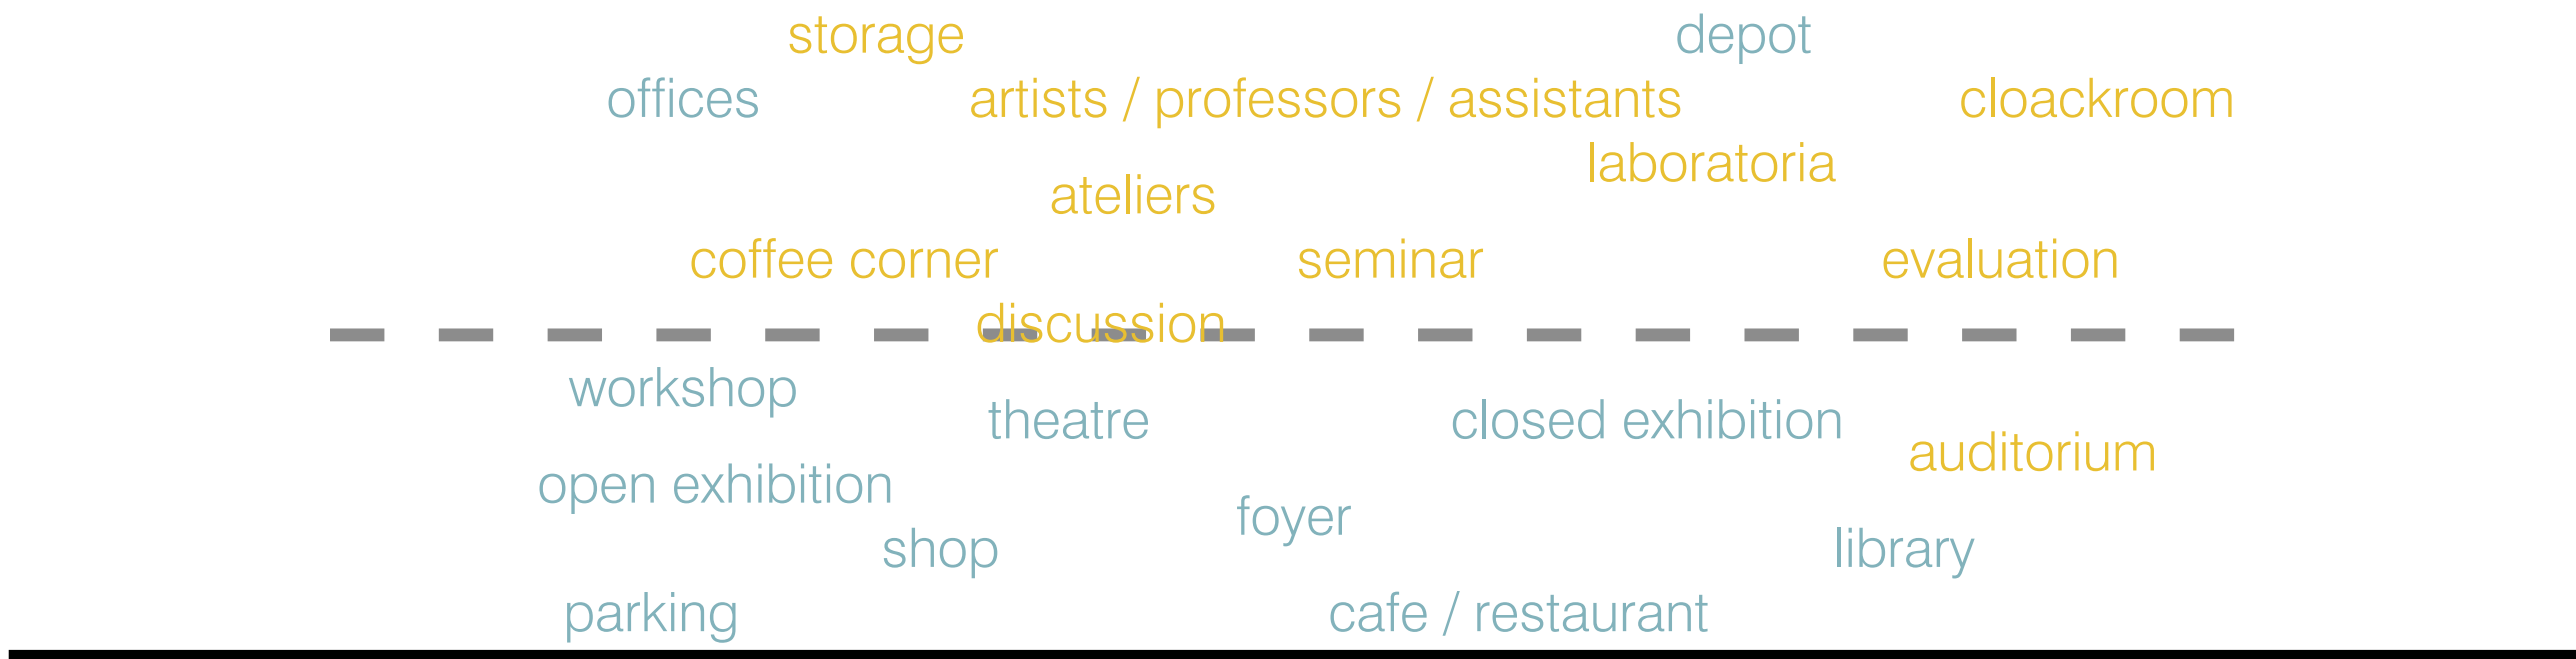 storage
depot
offices
artists / professors / assistants
cloackroom
laboratoria
ateliers
coffee corner
seminar
evaluation
discussion
workshop
theatre
closed exhibition
auditorium
open exhibition
foyer
shop
library
parking
cafe / restaurant